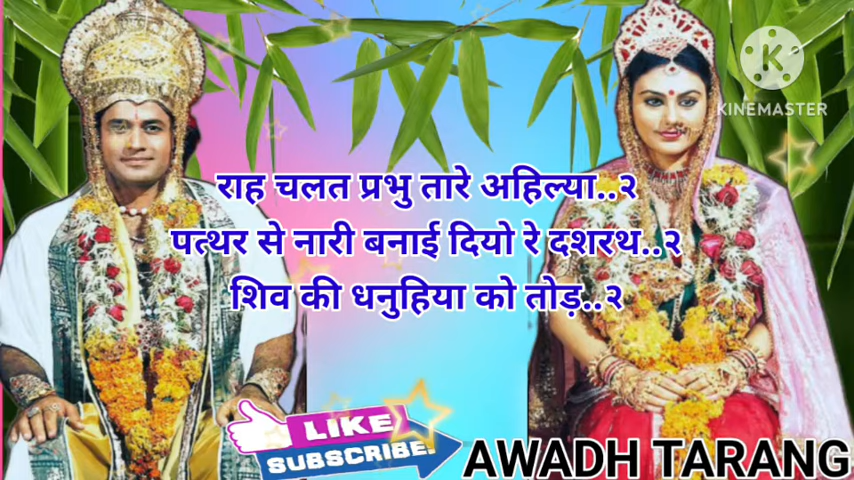 KINEMASTER
राह चलत प्रभु तारे अहिल्या..२
पत्थर से नारी बनाई दियो रे दशरथ..२
शिव की धनुहिया को तोड़..२
LIKE
SUBSCRIBE.
AWADH TARANG